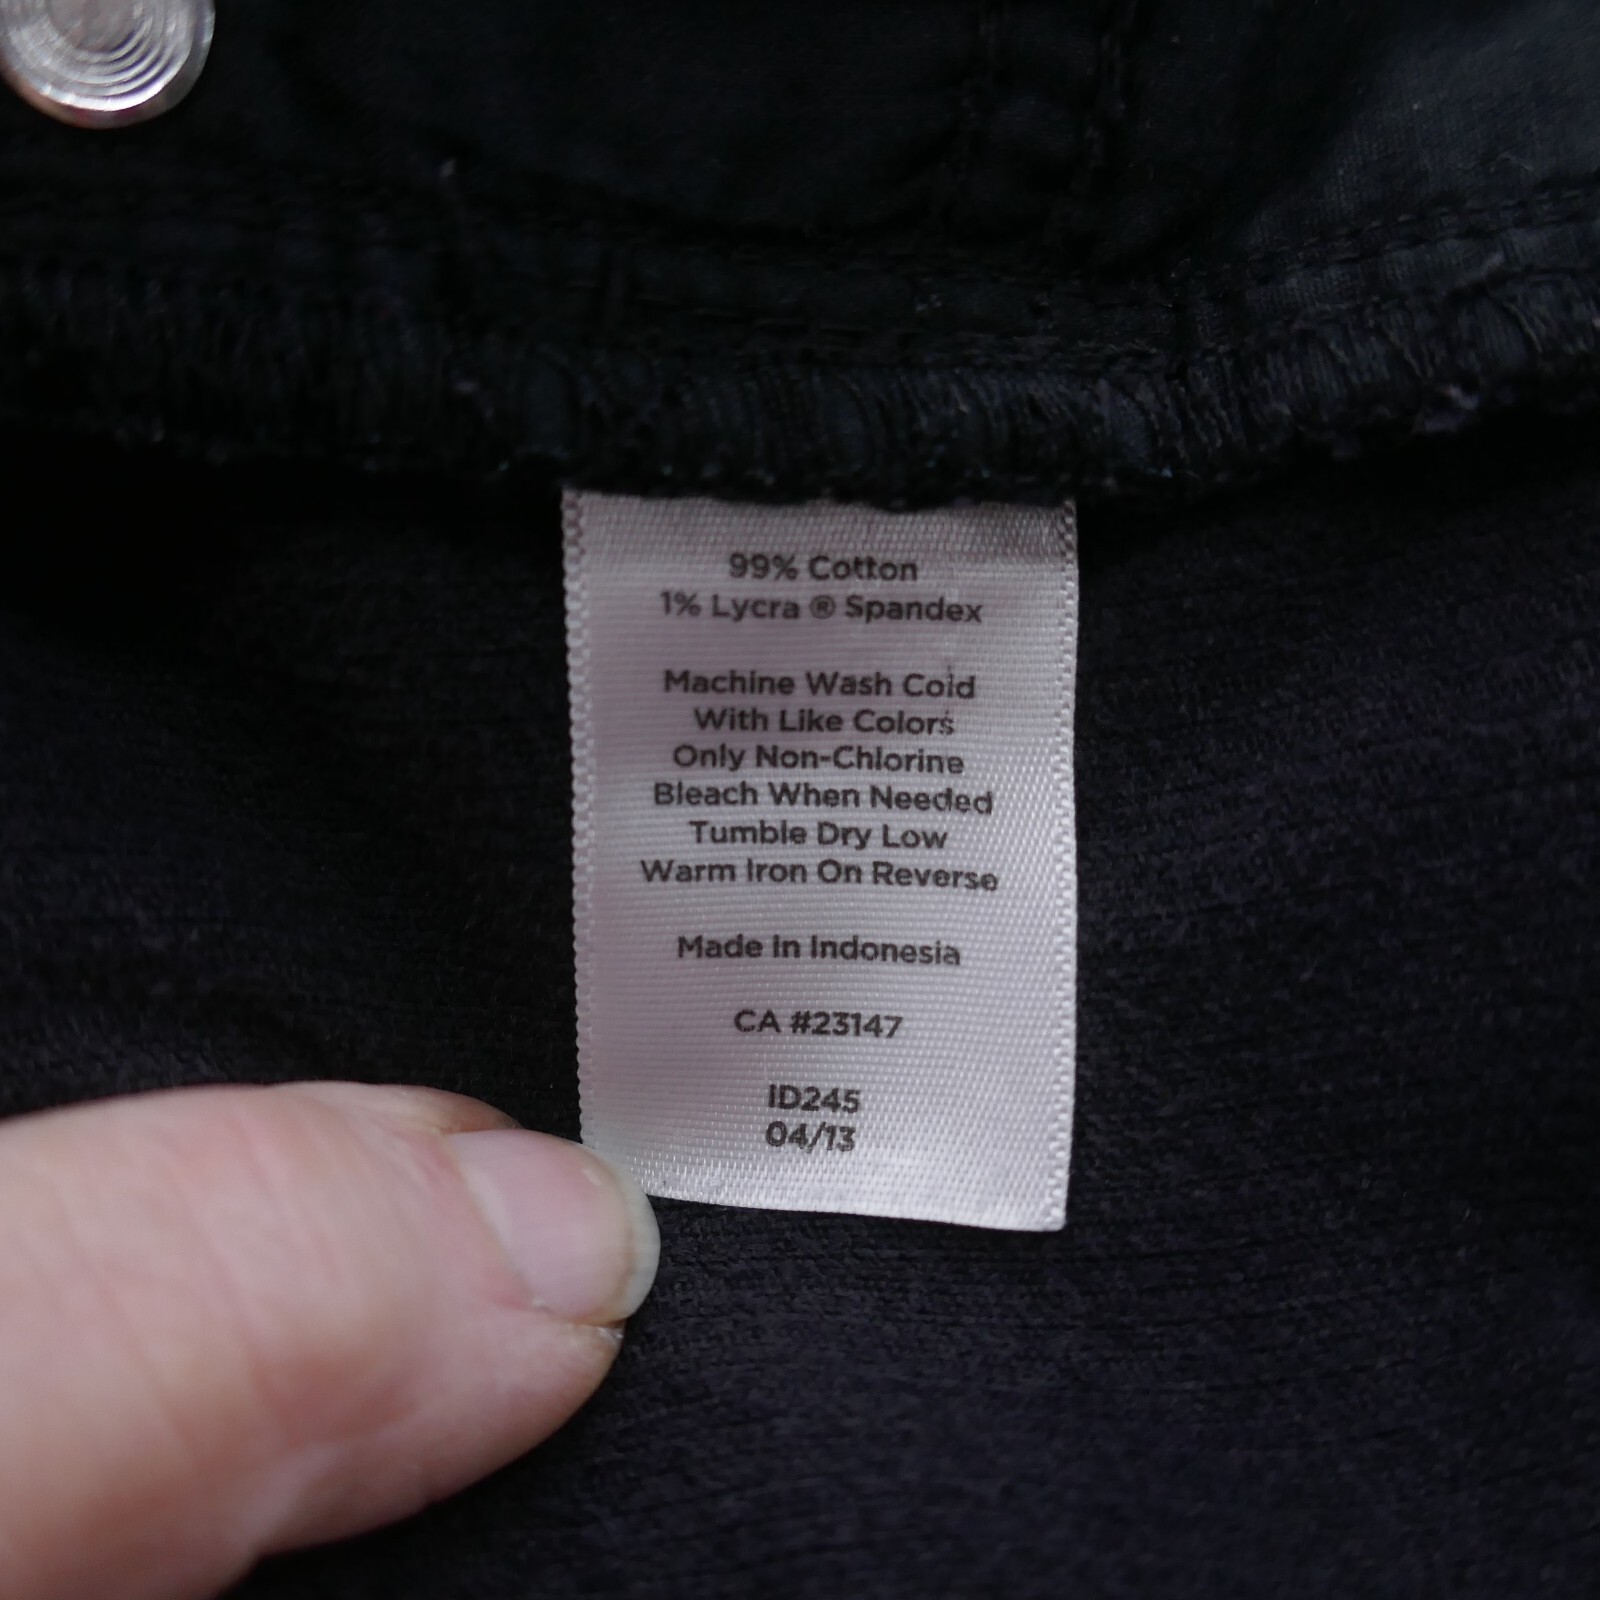 99% Cotton
1% Lycra ® Spandex
Machine Wash Cold
With Like Colors
Only Non-Chlorine
Bleach When Needed
Tumble Dry Low
Warm Iron On Reverse
Made In Indonesia
CA #23147
ID245
04/13